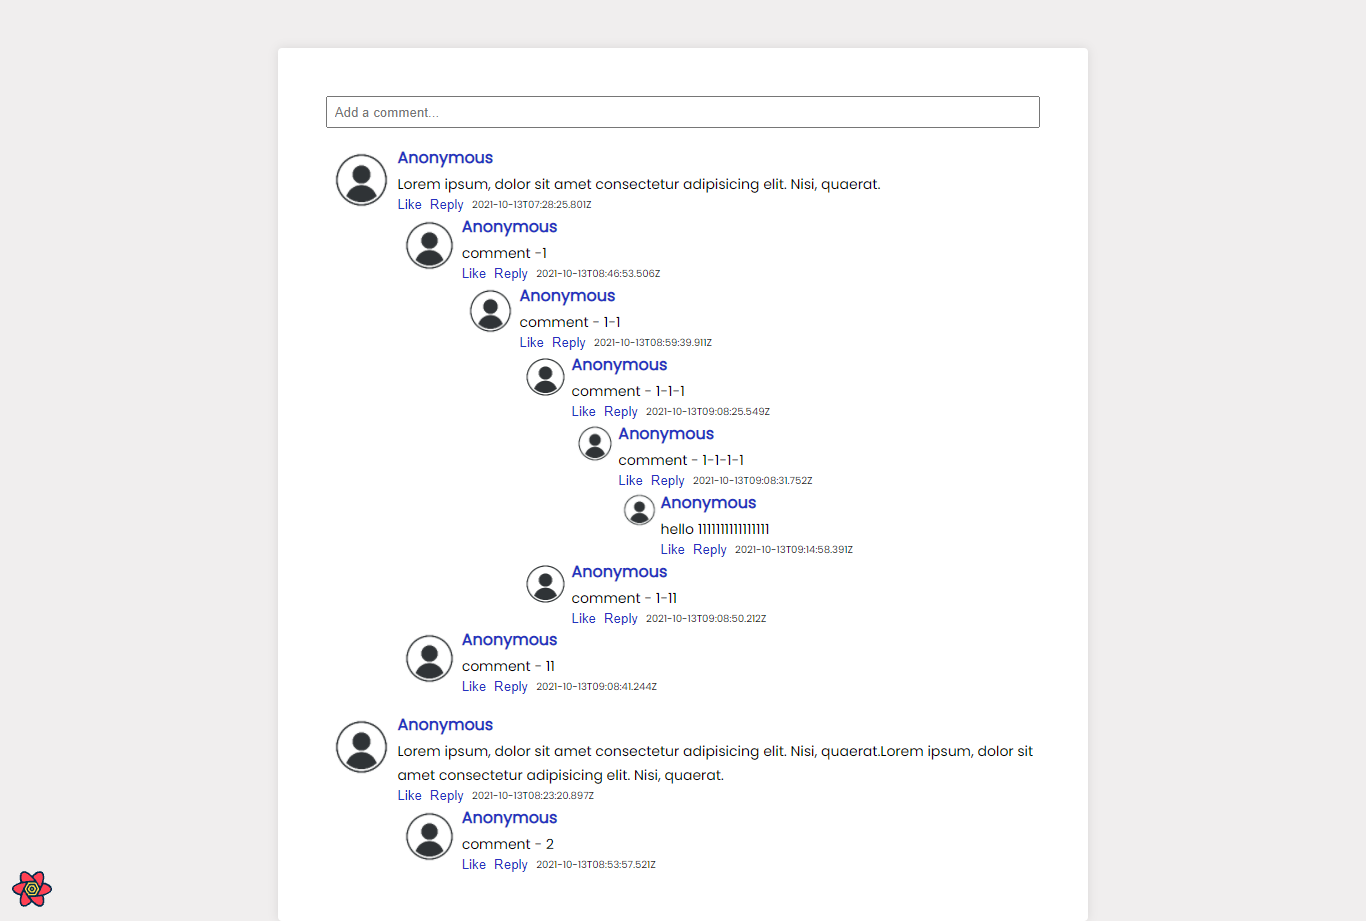 Add a comment...
Anonymous
Lorem ipsum, dolor sit amet consectetur adipisicing elit. Nisi, quaerat.
Like Reply 2021-10-13T07:28:25.801Z
Anonymous
comment -1
Like Reply 2021-10-13T08:46:53.506Z
Anonymous
comment - 1-1
Like Reply 2021-10-13T08:59:39.911Z
Anonymous
comment - 1-1-1
Like Reply 2021-10-13T09:08:25.549Z
Anonymous
comment - 1-1-1-1
Like Reply 2021-10-13T09:08:31.752Z
Anonymous
hello 1111111111111111
Like Reply 2021-10-13T09:14:58.391Z
Anonymous
comment - 1-11
Like Reply 2021-10-13T09:08:50.212Z
Anonymous
comment - 11
Like Reply 2021-10-13T09:08:41.244Z
Anonymous
Lorem ipsum, dolor sit amet consectetur adipisicing elit. Nisi, quaerat.Lorem ipsum, dolor sit
amet consectetur adipisicing elit. Nisi, quaerat.
Like Reply 2021-10-13T08:23:20.897Z
Anonymous
comment - 2
Like Reply 2021-10-13T08:53:57.521Z